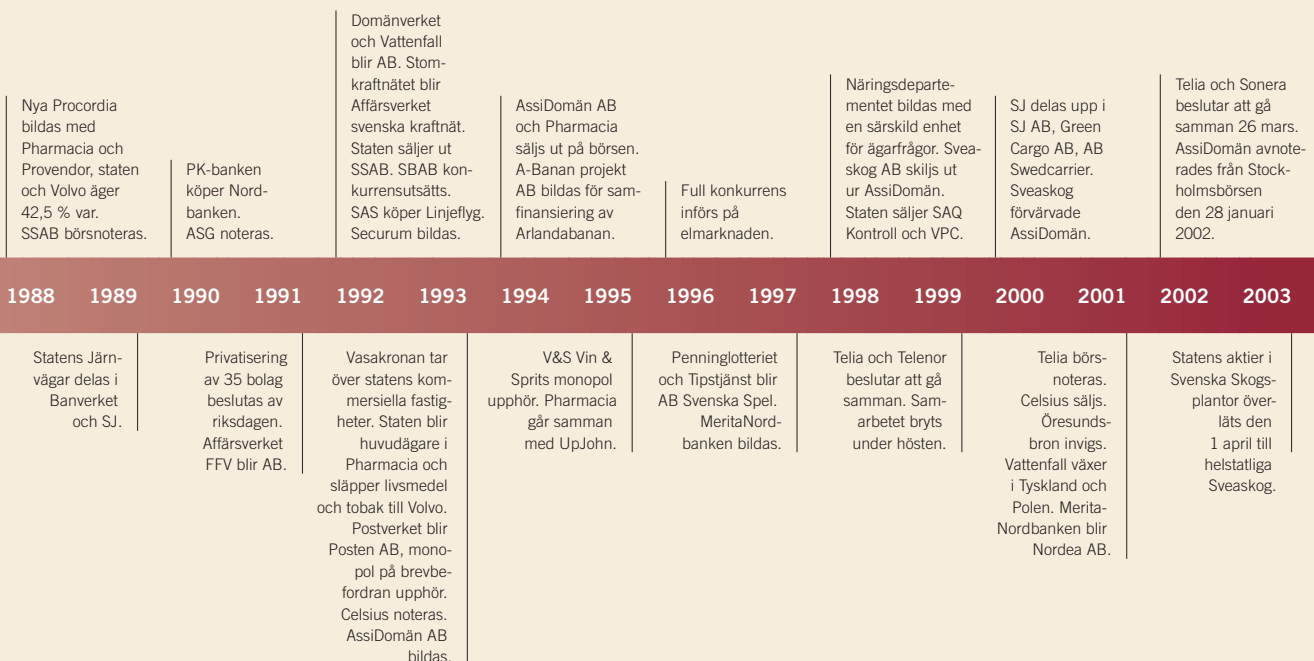 Nya Procordia
bildas med
Pharmacia och
Provendor, staten
och Volvo äger
42,5 % var.
SSAB börsnoteras.
PK-banken
köper Nord-
banken.
ASG noteras.
Domänverket
och Vattenfall
blir AB. Stom-
kraftnätet blir
Affärsverket
svenska kraftnät.
Staten säljer ut
SSAB. SBAB kon-
kurrensutsätts.
SAS köper Linjeflyg.
Securum bildas.
AssiDomän AB
och Pharmacia
säljs ut på börsen.
A-Banan projekt
AB bildas för sam-
finansiering av
Arlandabanan.
Full konkurrens
införs på
elmarknaden.
Näringsdeparte-
mentet bildas med
en särskild enhet
för ägarfrågor. Svea-
skog AB skiljs ut
ur AssiDomän.
Staten säljer SAQ
Kontroll och VPC.
SJ delas upp i
SJ AB, Green
Cargo AB, AB
Swedcarrier.
Sveaskog
förvärvade
AssiDomän.
Telia och Sonera
beslutar att gå
samman 26 mars.
AssiDomän avnote-
rades från Stock-
holmsbörsen
den 28 januari
2002.
1988 1989 1990 1991 1992 1993 1994 1995 1996 1997 1998 1999 2000 2001 2002 2003
Statens Järn-
vägar delas i
Banverket
och SJ.
Privatisering
av 35 bolag
beslutas av
riksdagen.
Affärsverket
FFV blir AB.
Vasakronan tar
över statens kom-
mersiella fastig-
heter. Staten blir
huvudägare i
Pharmacia och
släpper livsmedel
och tobak till Volvo.
Postverket blir
Posten AB, mono-
pol på brevbe-
fordran upphör.
Celsius noteras.
AssiDomän AB
bildas.
V&S Vin &
Sprits monopol
upphör. Pharmacia
går samman
med UpJohn.
Penninglotteriet
och Tipstjänst blir
AB Svenska Spel.
MeritaNord-
banken bildas.
Telia och Telenor
beslutar att gå
samman. Sam-
arbetet bryts
under hösten.
Telia börs-
noteras.
Celsius säljs.
Öresunds-
bron invigs.
Vattenfall växer
i Tyskland och
Polen. Merita-
Nordbanken blir
Nordea AB.
Statens aktier i
Svenska Skogs-
plantor över-
läts den
1 april till
helstatliga
Sveaskog.